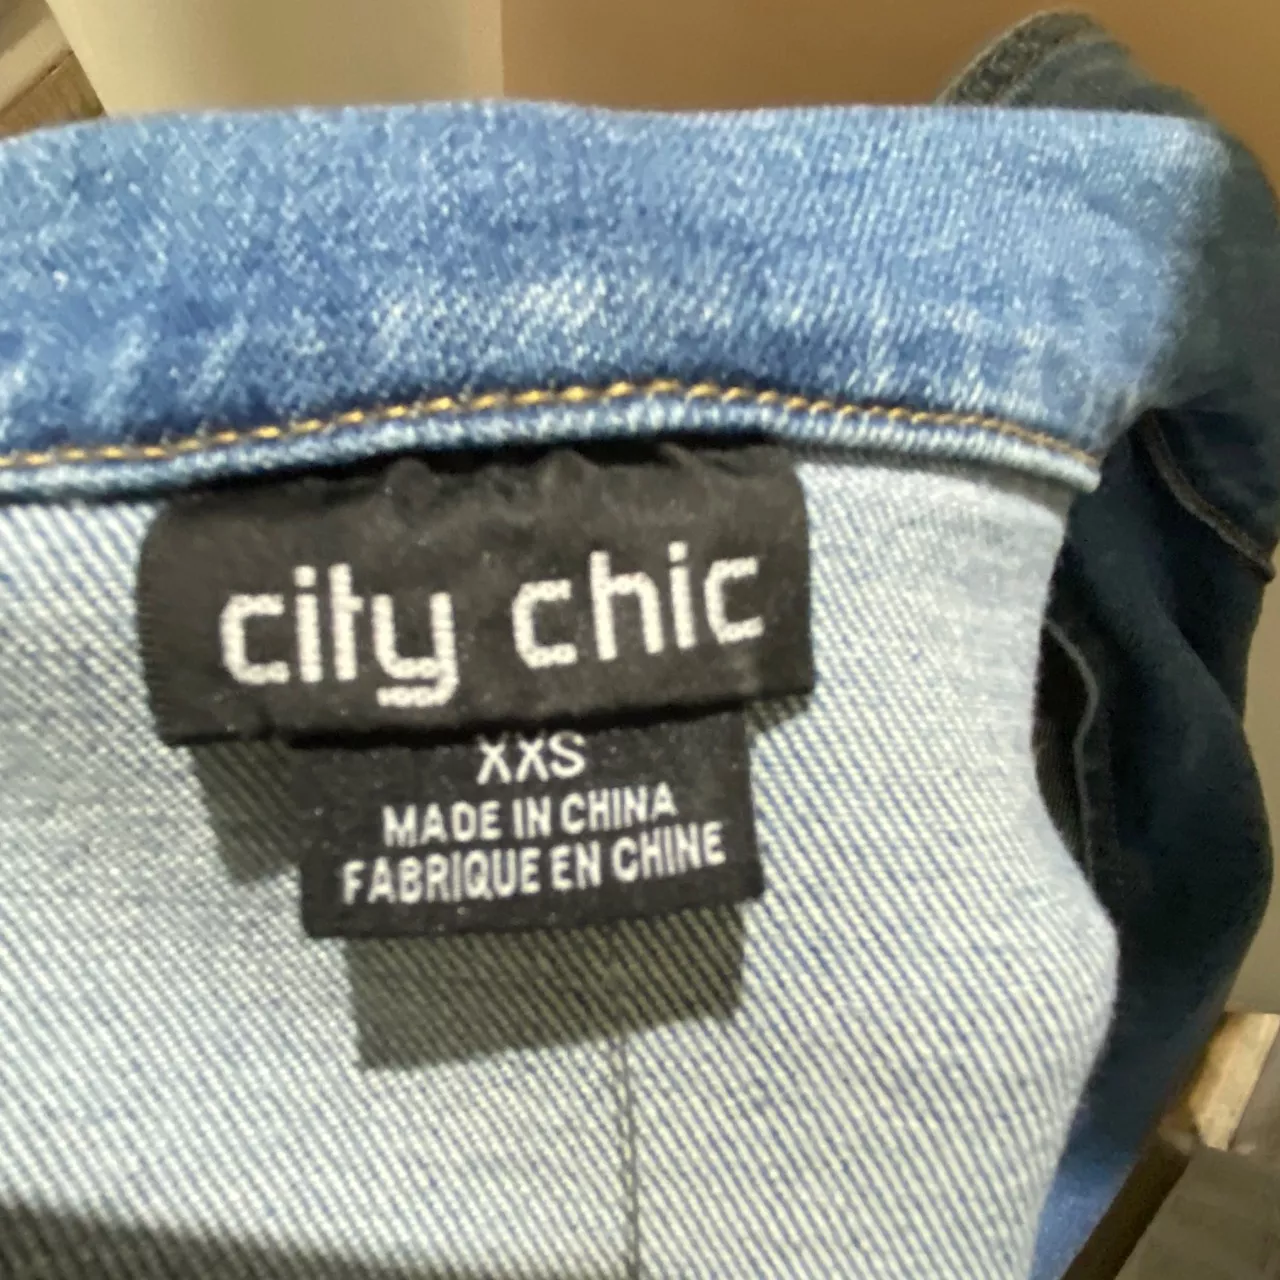 city chic
XXS
MADE IN CHINA
FABRIQUE EN CHINE